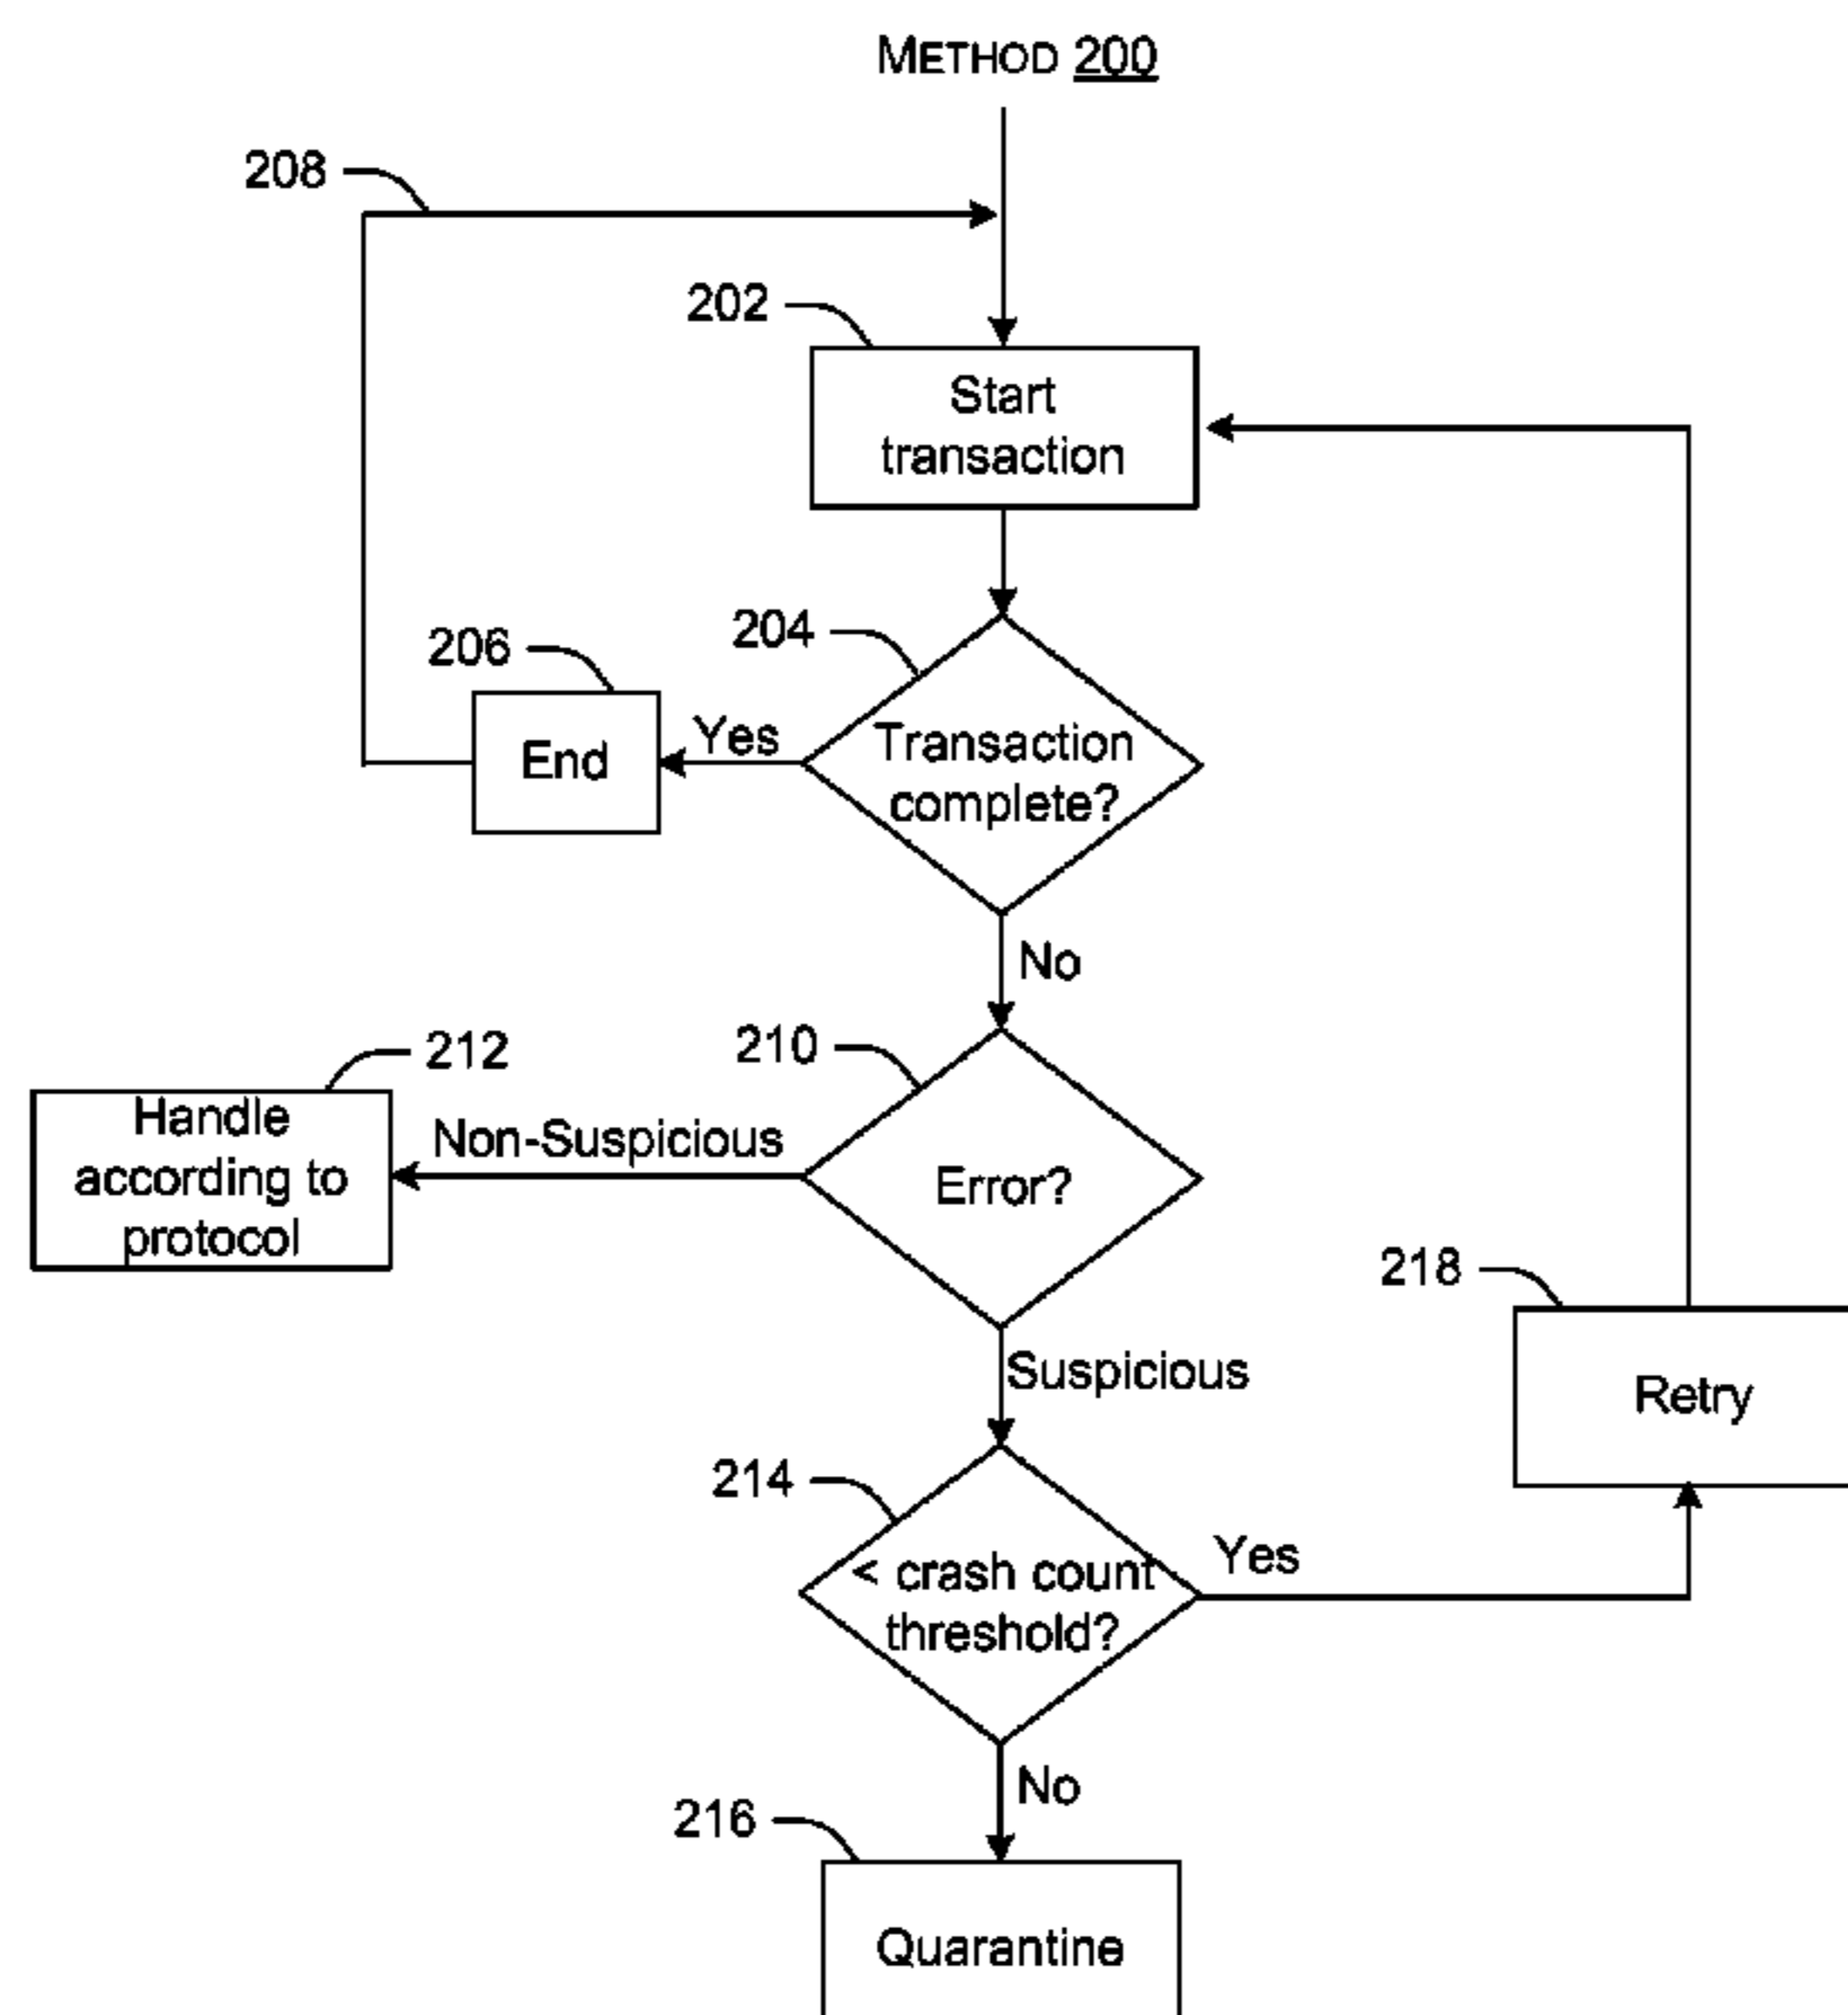 METHOD 200
208
202
Start
transaction
204
206
Yes
End
Transaction
complete?
No
210
212
Handle
according to
protocol
Non-Suspicious
Error?
218
Suspicious
Retry
214
< crash count
threshold?
Yes
No
216
Quarantine